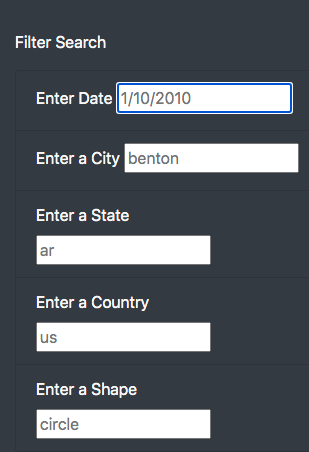 Filter Search
Enter Date 1/10/2010
Enter a City benton
Enter a State
ar
Enter a Country
us
Enter a Shape
circle